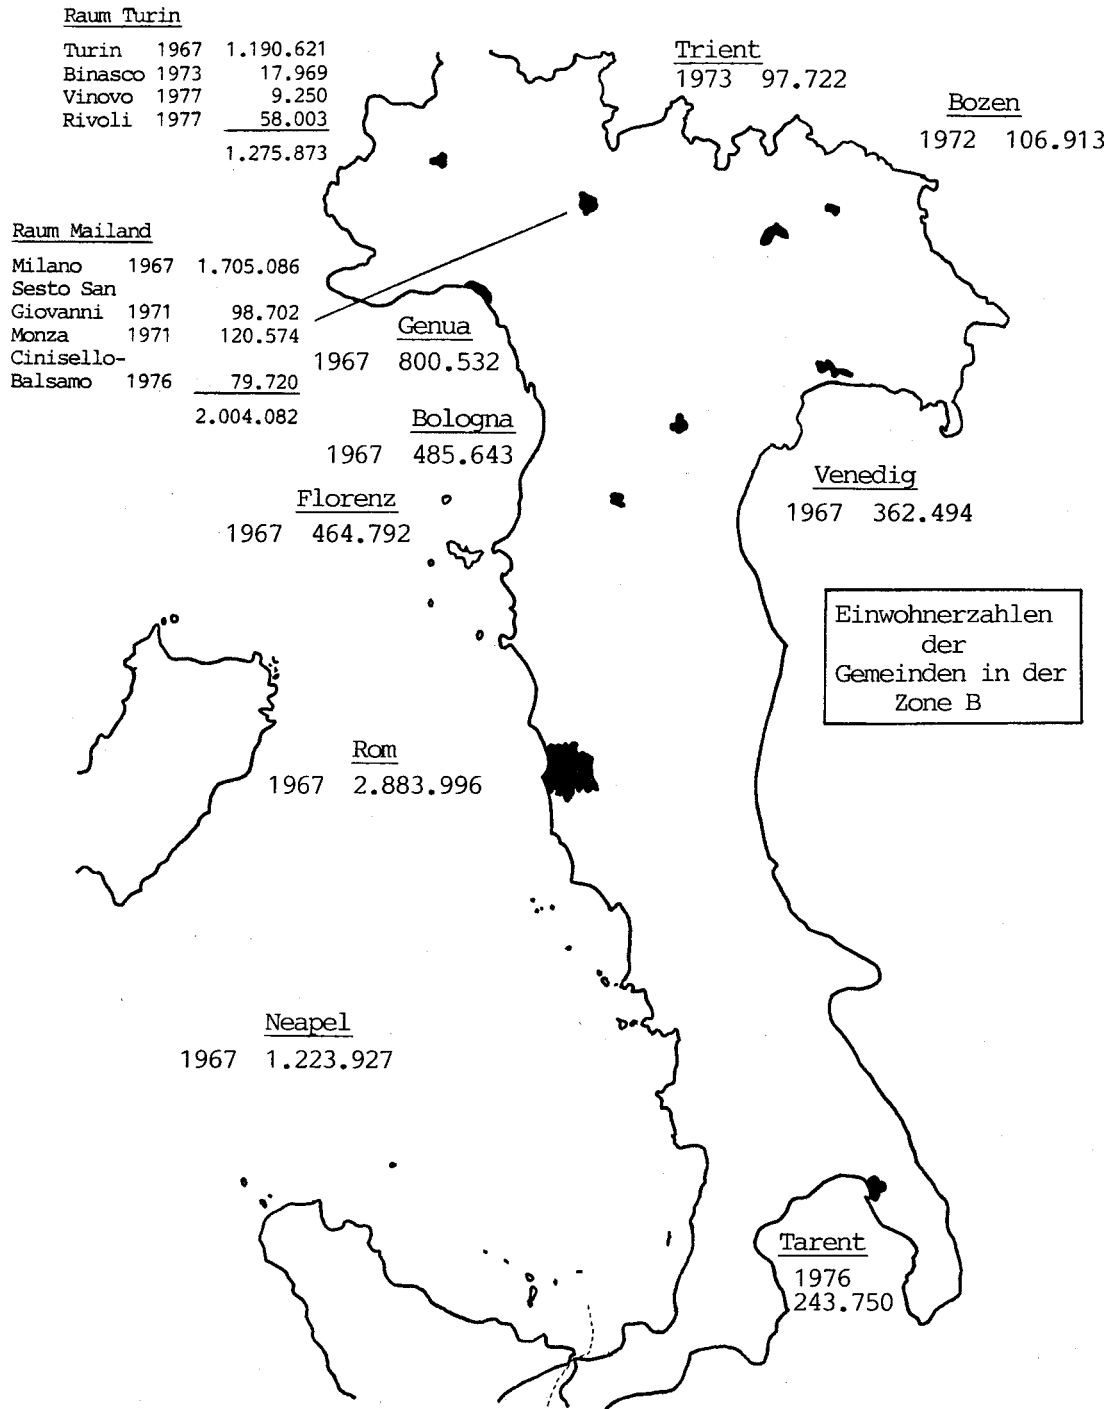 Raum Turin
Turin 1967 1.190.621
Binasco 1973 17.969
Vinovo 1977 9.250
Rivoli 1977 58.003
1.275.873
Trient
1973 97.722
Bozen
1972 106.913
Raum Mailand
Milano 1967 1.705.086
Sesto San
Giovanni 1971 98.702
Monza 1971 120.574
Cinisello-
Balsamo 1976 79.720
2.004.082
Genua
1967 800.532
Bologna
1967 485.643
Florenz
1967 464.792
Venedig
1967 362.494
Einwohnerzahlen
der
Gemeinden in der
Zone B
Rom
1967 2.883.996
Neapel
1967 1.223.927
Tarent
1976
243.750